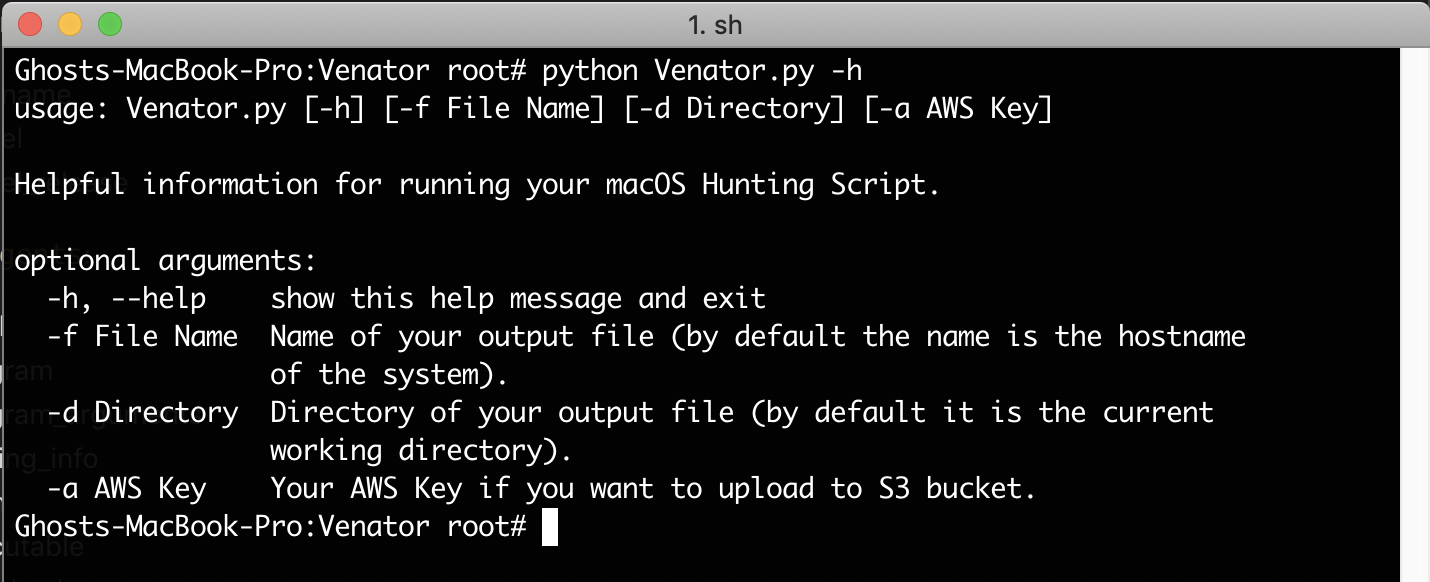 1. sh
Ghosts-MacBook-Pro:Venator root# python Venator.py -h
usage: Venator.py [-h] [-f File Name] [-d Directory] [-a AWS Key]
Helpful information for running your macOS Hunting Script.
optional arguments:
-h, --help show this help message and exit
-f File Name Name of your output file (by default the name is the hostname
of the system).
-d Directory Directory of your output file (by default it is the current
working directory).
-a AWS Key Your AWS Key if you want to upload to S3 bucket.
Ghosts-MacBook-Pro:Venator root#